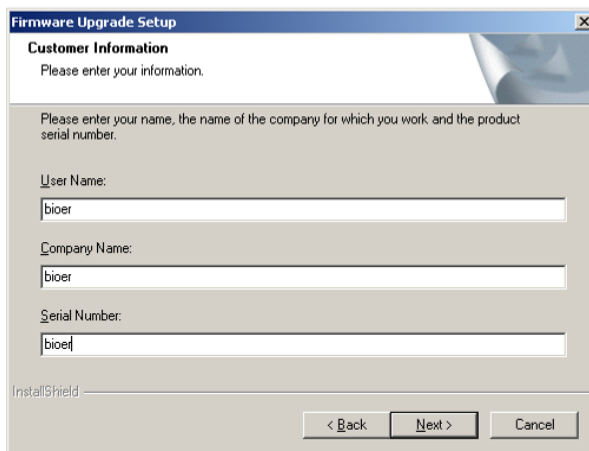 Firmware Upgrade Setup
Customer Information
Please enter your information.
Please enter your name, the name of the company for which you work and the product
serial number.
User Name:
bioer
Company Name:
bioer
Serial Number:
bioer
InstallShield
< Back
Next >
Cancel